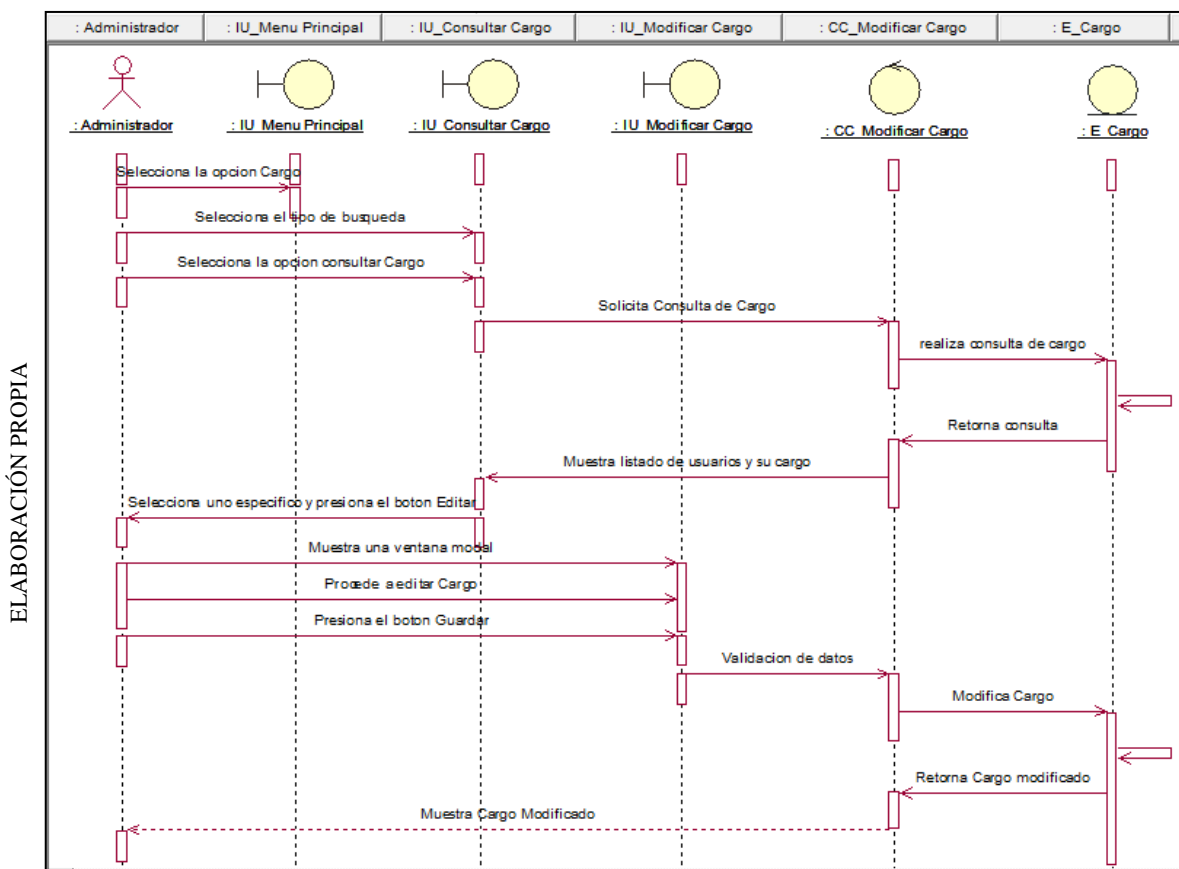 : Administrador
: IU_Menu Principal
: IU_Consultar Cargo
: IU_Modificar Cargo
: CC_Modificar Cargo
: E_Cargo
: Administrador
: IU_Menu Principal
: IU_Consultar Cargo
: IU_Modificar Cargo
: CC_Modificar Cargo
: E_Cargo
Selecciona la opcion Cargo
Selecciona el tipo de busqueda
Selecciona la opcion consultar Cargo
Solicita Consulta de Cargo
realiza consulta de cargo
Retorna consulta
Muestra listado de usuarios y su cargo
Selecciona uno especifico y presiona el boton Editar
Muestra una ventana modal
Procede a editar Cargo
Presiona el boton Guardar
Validacion de datos
Modifica Cargo
Retorna Cargo modificado
Muestra Cargo Modificado
ELABORACIÓN PROPIA